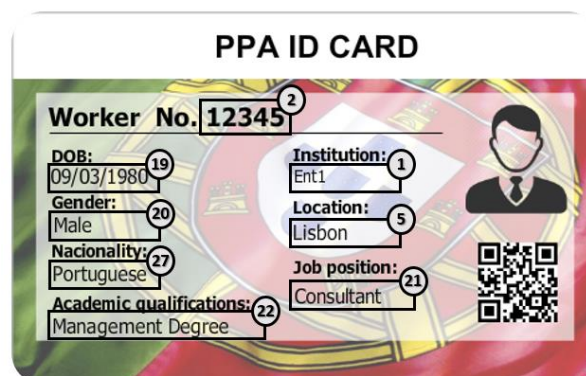 PPA ID CARD
Worker No. 12345
2
DOB:
19
09/03/1980
Gender:
20
Male
Nacionality:
27
Portuguese
Academic qualifications:
22
Management Degree
Institution:
1
Ent1
Location:
5
Lisbon
Job position:
21
Consultant